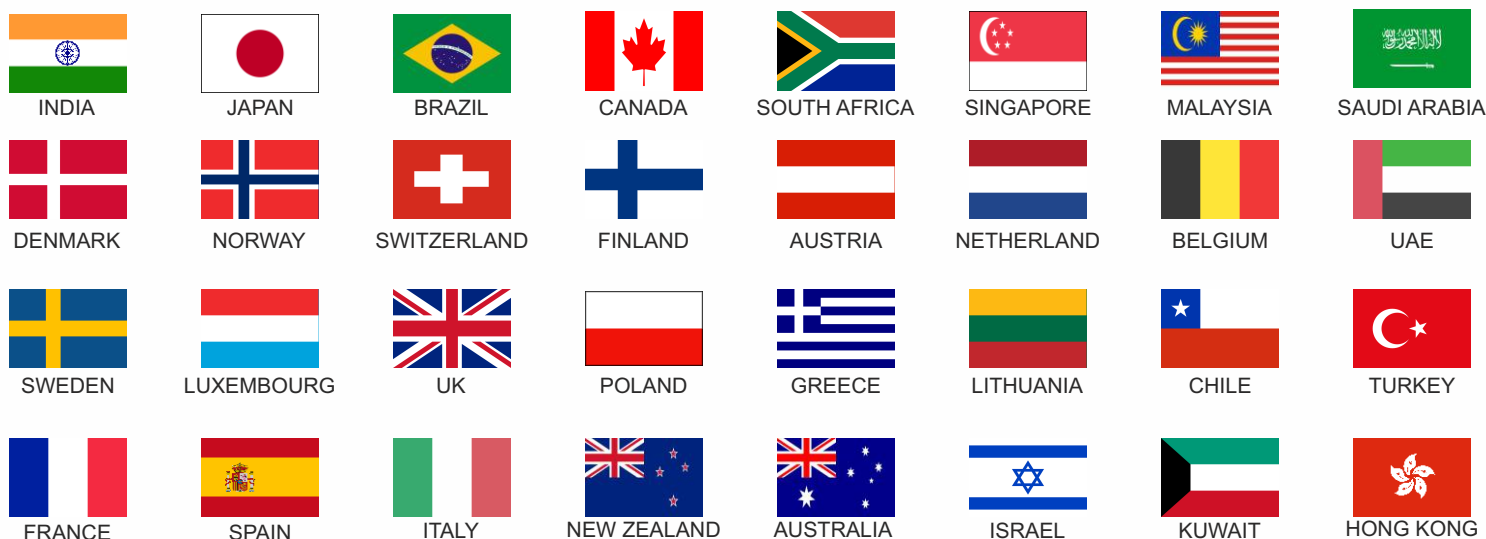 INDIA JAPAN BRAZIL CANADA SOUTH AFRICA SINGAPORE MALAYSIA SAUDI ARABIA
DENMARK NORWAY SWITZERLAND FINLAND AUSTRIA NETHERLAND BELGIUM UAE
SWEDEN LUXEMBOURG UK POLAND GREECE LITHUANIA CHILE TURKEY
FRANCE SPAIN ITALY NEW ZEALAND AUSTRALIA ISRAEL KUWAIT HONG KONG